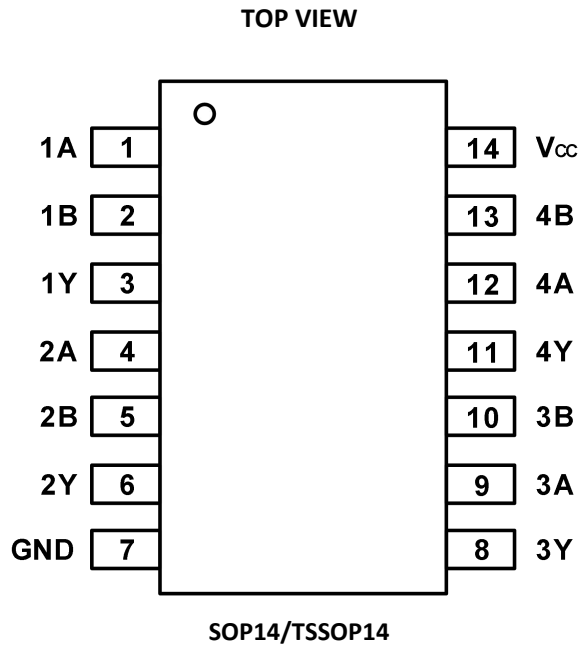 TOP VIEW
1A 1 14 Vcc
1B 2 13 4B
1Y 3 12 4A
2A 4 11 4Y
2B 5 10 3B
2Y 6 9 3A
GND 7 8 3Y
SOP14/TSSOP14